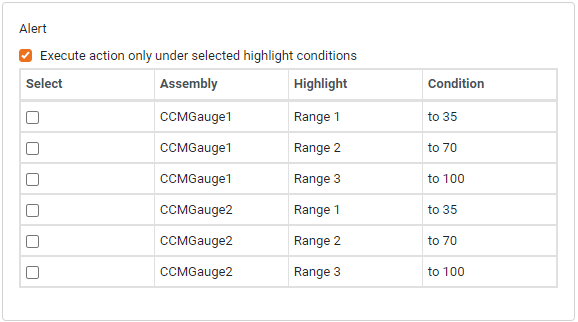 Alert
Execute action only under selected highlight conditions
Select Assembly Highlight Condition
CCMGauge1 Range 1 to 35
CCMGauge1 Range 2 to 70
CCMGauge1 Range 3 to 100
CCMGauge2 Range 1 to 35
CCMGauge2 Range 2 to 70
CCMGauge2 Range 3 to 100